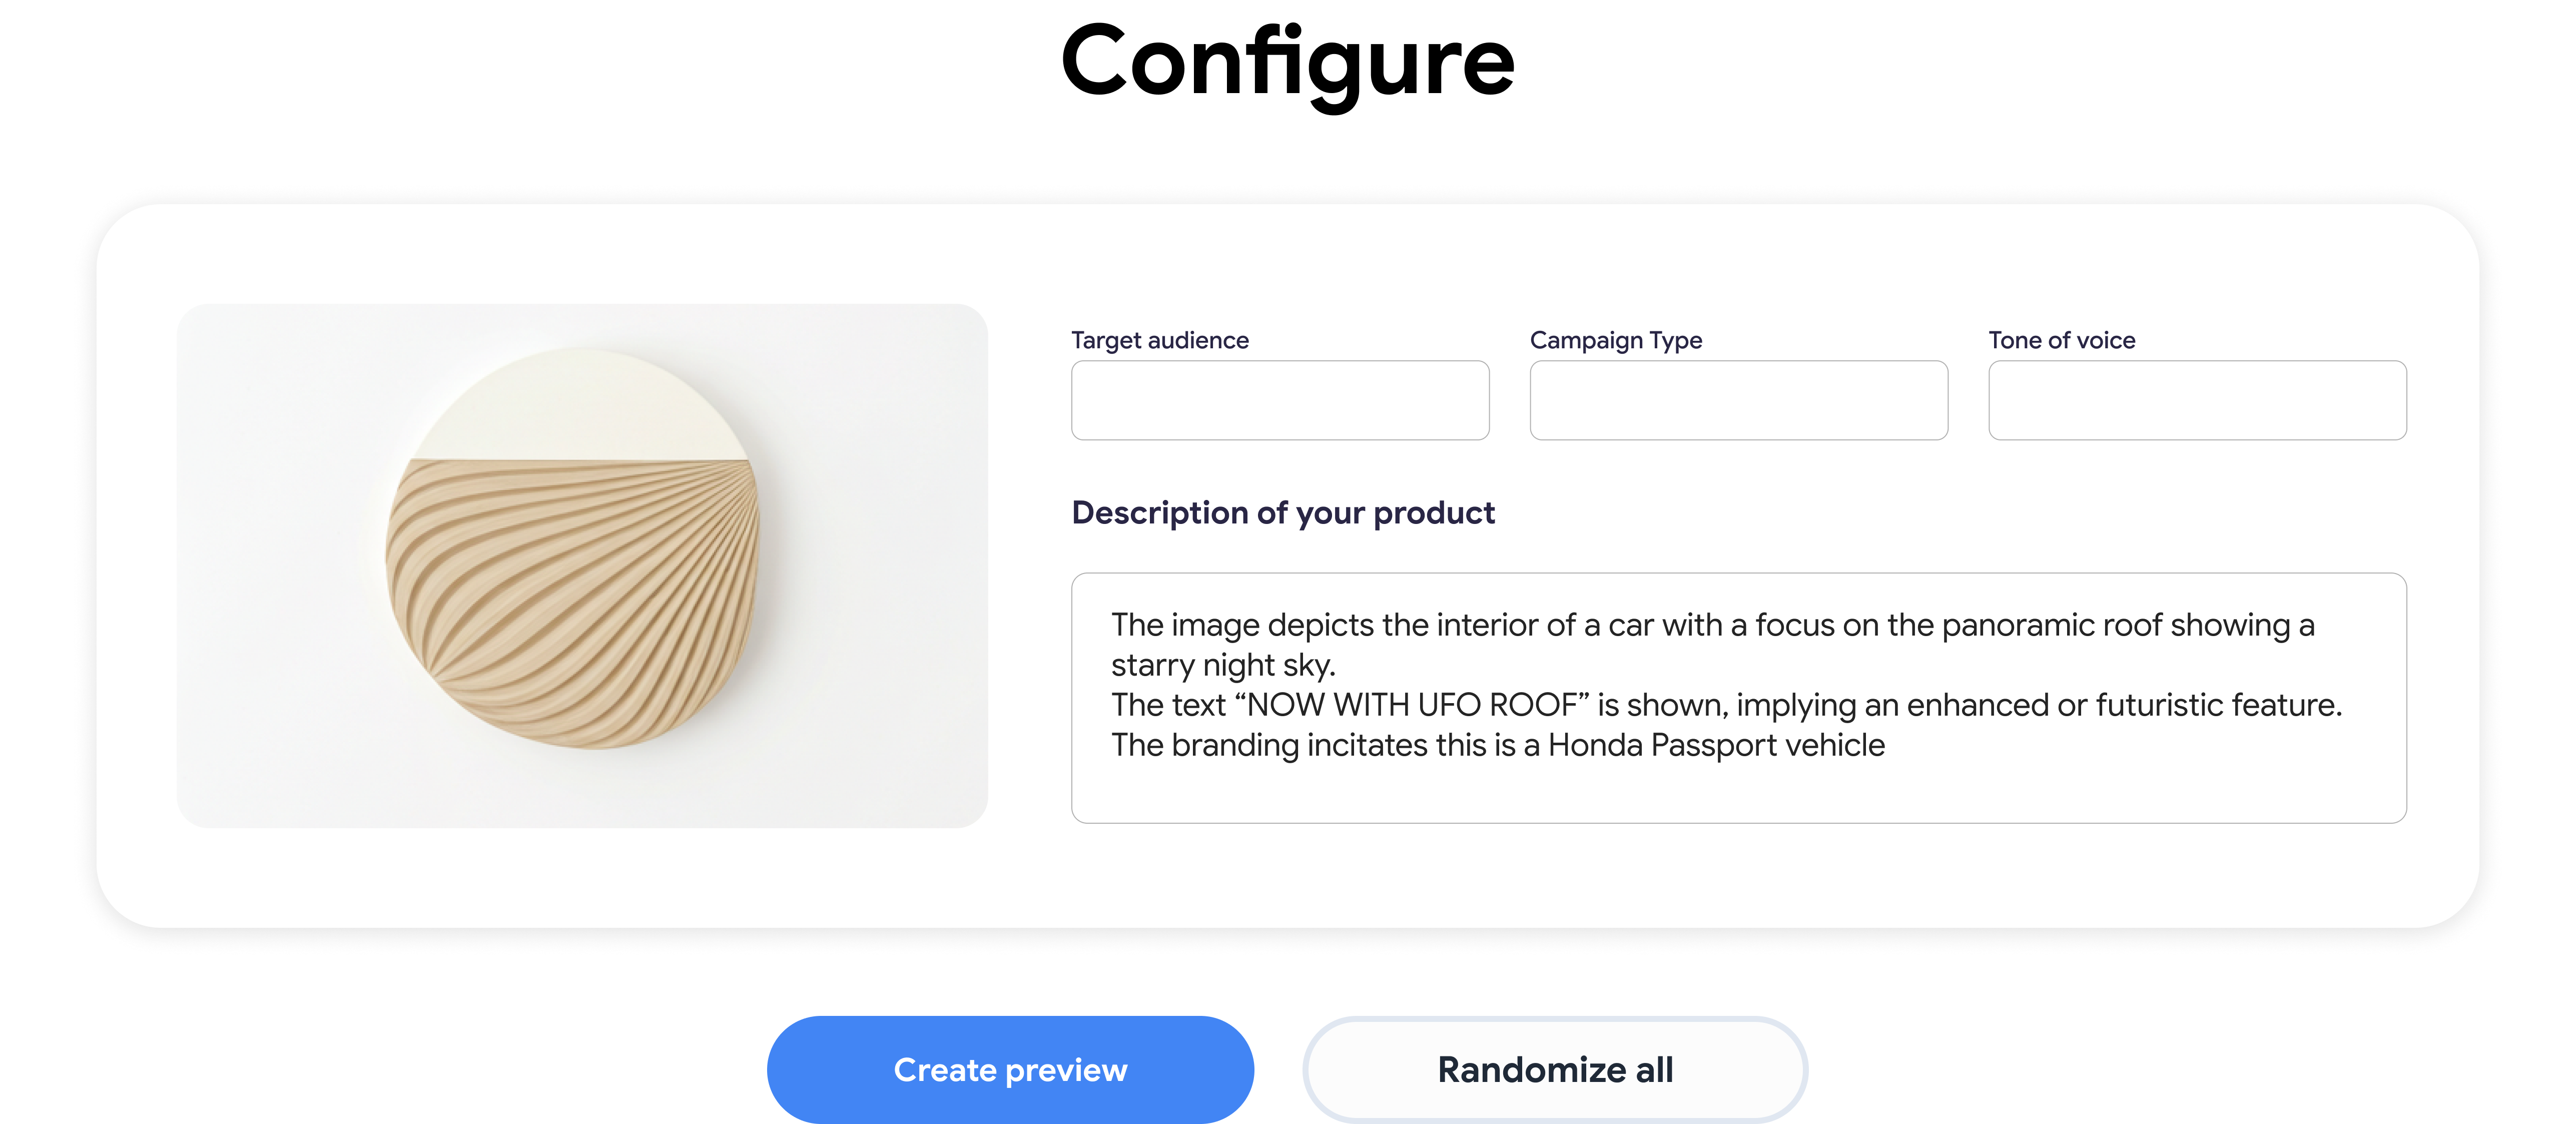 Configure
Target audience
Campaign Type
Tone of voice
Description of your product
The image depicts the interior of a car with a focus on the panoramic roof showing a
starry night sky.
The text “NOW WITH UFO ROOF” is shown, implying an enhanced or futuristic feature.
The branding incitates this is a Honda Passport vehicle
Create preview
Randomize all